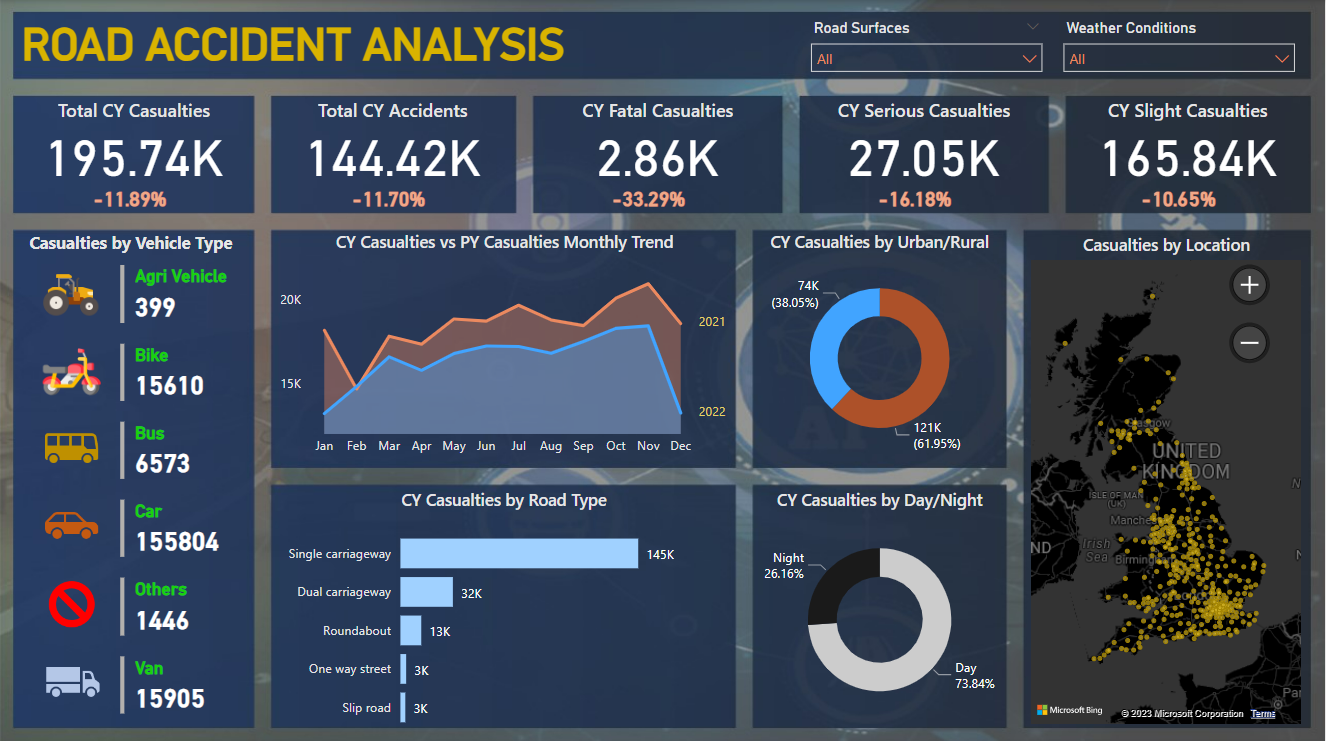 ROAD ACCIDENT ANALYSIS
Road Surfaces
All
Weather Conditions
All
Total CY Casualties
195.74K
-11.89%
Total CY Accidents
144.42K
-11.70%
CY Fatal Casualties
2.86K
-33.29%
CY Serious Casualties
27.05K
-16.18%
CY Slight Casualties
165.84K
-10.65%
Casualties by Vehicle Type
Agri Vehicle
399
Bike
15610
Bus
6573
Car
155804
Others
1446
Van
15905
CY Casualties vs PY Casualties Monthly Trend
20K
15K
2021
2022
Jan Feb Mar Apr May Jun Jul Aug Sep Oct Nov Dec
CY Casualties by Urban/Rural
74K
(38.05%)
121K
(61.95%)
CY Casualties by Road Type
Single carriageway 145K
Dual carriageway 32K
Roundabout 13K
One way street 3K
Slip road 3K
CY Casualties by Day/Night
Night
26.16%
Day
73.84%
Casualties by Location
Glasgow
UNITED
KINGDOM
ISLE OF MAN
(UK)
Manche
Irish
Sea
Birmingham
ND
N
Pa
Microsoft Bing
© 2023 Microsoft Corporation Terms